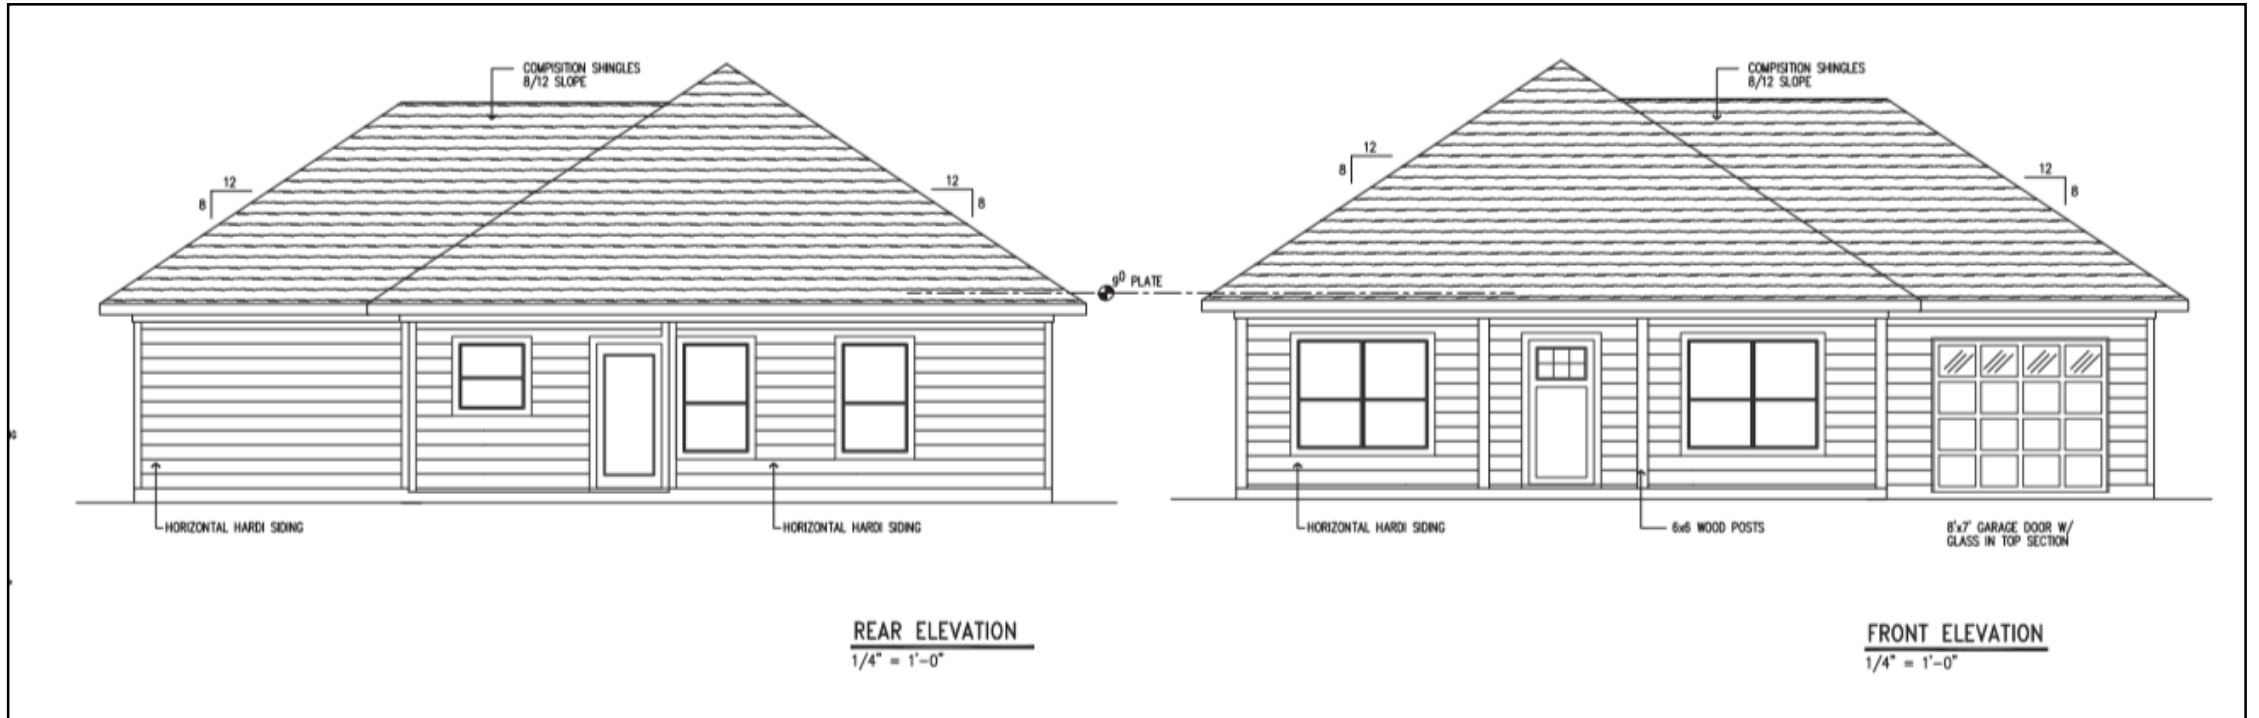 COMPISITION SHINGLES
8/12 SLOPE
12
8
12
8
HORIZONTAL HARDI SIDING
HORIZONTAL HARDI SIDING
REAR ELEVATION
1/4" = 1'-0"
9⁰ PLATE
COMPISITION SHINGLES
8/12 SLOPE
12
8
12
8
HORIZONTAL HARDI SIDING
6x6 WOOD POSTS
8'x7' GARAGE DOOR W/
GLASS IN TOP SECTION
FRONT ELEVATION
1/4" = 1'-0"